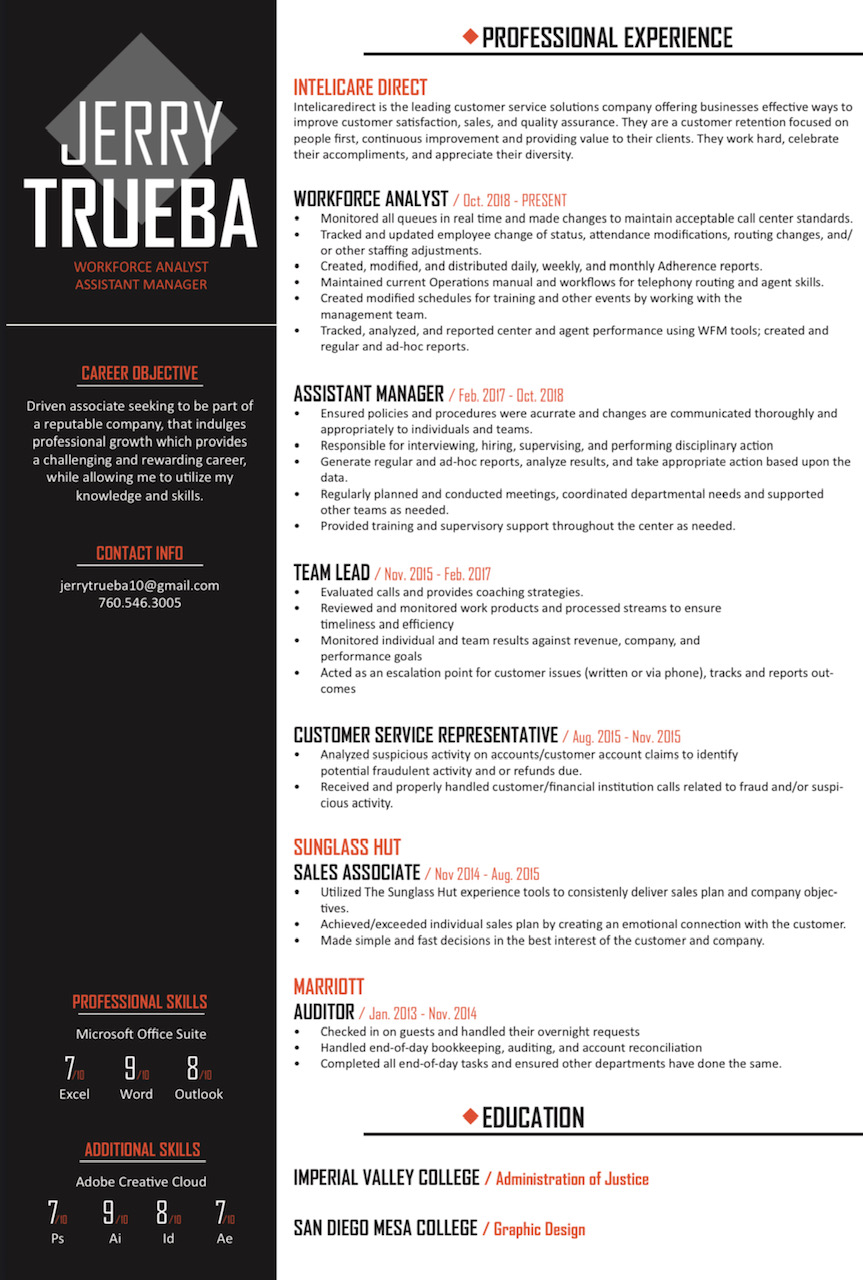 JERRY
TRUEBA
WORKFORCE ANALYST
ASSISTANT MANAGER
CAREER OBJECTIVE
Driven associate seeking to be part of
a reputable company, that indulges
professional growth which provides
a challenging and rewarding career,
while allowing me to utilize my
knowledge and skills.
CONTACT INFO
jerrytrueba10@gmail.com
760.546.3005
PROFESSIONAL SKILLS
Microsoft Office Suite
7/10 9/10 8/10
Excel Word Outlook
ADDITIONAL SKILLS
Adobe Creative Cloud
7/10 9/10 8/10 7/10
Ps Ai Id Ae
PROFESSIONAL EXPERIENCE
INTELICARE DIRECT
Intelicaredirect is the leading customer service solutions company offering businesses effective ways to
improve customer satisfaction, sales, and quality assurance. They are a customer retention focused on
people first, continuous improvement and providing value to their clients. They work hard, celebrate
their accompliments, and appreciate their diversity.
WORKFORCE ANALYST / Oct. 2018 - PRESENT
• Monitored all queues in real time and made changes to maintain acceptable call center standards.
• Tracked and updated employee change of status, attendance modifications, routing changes, and/
or other staffing adjustments.
• Created, modified, and distributed daily, weekly, and monthly Adherence reports.
• Maintained current Operations manual and workflows for telephony routing and agent skills.
• Created modified schedules for training and other events by working with the
management team.
• Tracked, analyzed, and reported center and agent performance using WFM tools; created and
regular and ad-hoc reports.
ASSISTANT MANAGER / Feb. 2017 - Oct. 2018
• Ensured policies and procedures were acurrate and changes are communicated thoroughly and
appropriately to individuals and teams.
• Responsible for interviewing, hiring, supervising, and performing disciplinary action
• Generate regular and ad-hoc reports, analyze results, and take appropriate action based upon the
data.
• Regularly planned and conducted meetings, coordinated departmental needs and supported
other teams as needed.
• Provided training and supervisory support throughout the center as needed.
TEAM LEAD / Nov. 2015 - Feb. 2017
• Evaluated calls and provides coaching strategies.
• Reviewed and monitored work products and processed streams to ensure
timeliness and efficiency
• Monitored individual and team results against revenue, company, and
performance goals
• Acted as an escalation point for customer issues (written or via phone), tracks and reports out-
comes
CUSTOMER SERVICE REPRESENTATIVE / Aug. 2015 - Nov. 2015
• Analyzed suspicious activity on accounts/customer account claims to identify
potential fraudulent activity and or refunds due.
• Received and properly handled customer/financial institution calls related to fraud and/or suspi-
cious activity.
SUNGLASS HUT
SALES ASSOCIATE / Nov 2014 - Aug. 2015
• Utilized The Sunglass Hut experience tools to consistenly deliver sales plan and company objec-
tives.
• Achieved/exceeded individual sales plan by creating an emotional connection with the customer.
• Made simple and fast decisions in the best interest of the customer and company.
MARRIOTT
AUDITOR / Jan. 2013 - Nov. 2014
• Checked in on guests and handled their overnight requests
• Handled end-of-day bookkeeping, auditing, and account reconciliation
• Completed all end-of-day tasks and ensured other departments have done the same.
EDUCATION
IMPERIAL VALLEY COLLEGE / Administration of Justice
SAN DIEGO MESA COLLEGE / Graphic Design